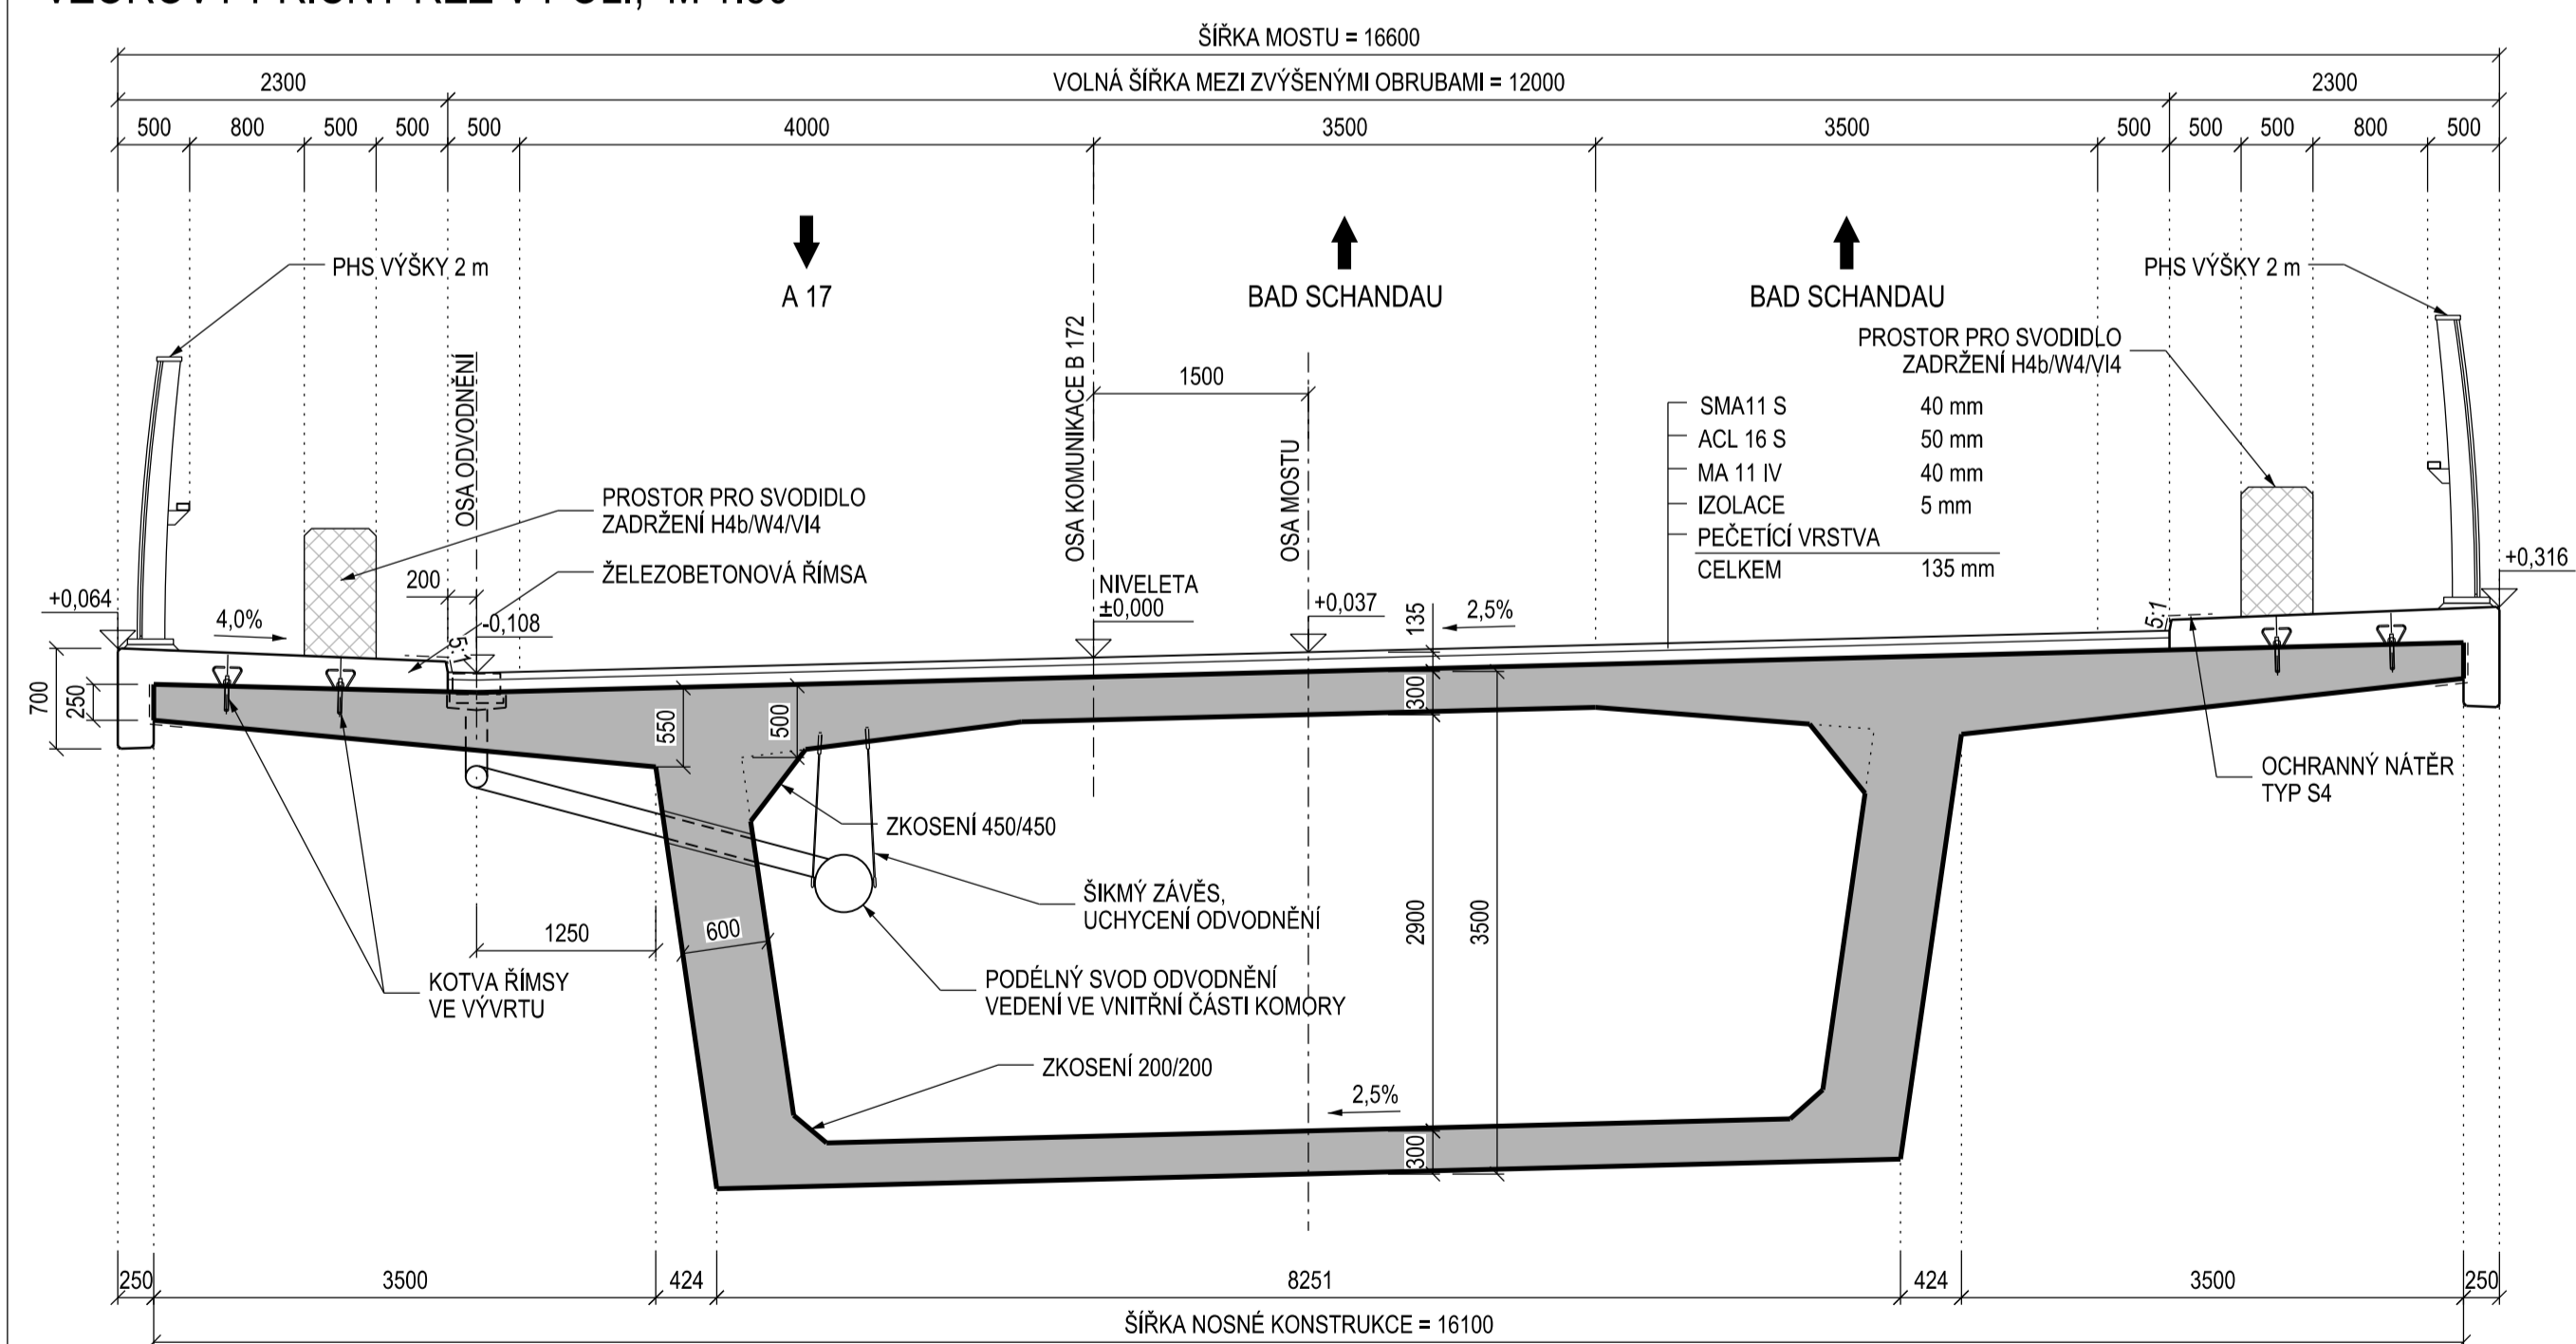 ŠÍŘKA MOSTU = 16600
2300
VOLNÁ ŠÍŘKA MEZI ZVÝŠENÝMI OBRUBAMI = 12000
2300
500 800 500 500 500 4000 3500 3500 500 500 500 800 500
PHS VÝŠKY 2 m
A 17
BAD SCHANDAU
BAD SCHANDAU
PHS VÝŠKY 2 m
OSA ODVODNĚNÍ
OSA KOMUNIKACE B 172
1500
OSA MOSTU
PROSTOR PRO SVODIDLO
ZADRŽENÍ H4b/W4/VI4
SMA11 S 40 mm
ACL 16 S 50 mm
MA 11 IV 40 mm
IZOLACE 5 mm
PEČETÍCÍ VRSTVA
CELKEM 135 mm
PROSTOR PRO SVODIDLO
ZADRŽENÍ H4b/W4/VI4
ŽELEZOBETONOVÁ ŘÍMSA
200
+0,064
4,0%
5:1
-0,108
NIVELETA
±0,000
+0,037
135
2,5%
5:1
+0,316
700
250
550
500
300
OCHRANNÝ NÁTĚR
TYP S4
ZKOSENÍ 450/450
ŠIKMÝ ZÁVĚS,
UCHYCENÍ ODVODNĚNÍ
600
1250
2900
3500
KOTVA ŘÍMSY
VE VÝVRTU
PODÉLNÝ SVOD ODVODNĚNÍ
VEDENÍ VE VNITŘNÍ ČÁSTI KOMORY
ZKOSENÍ 200/200
2,5%
300
250 3500 424 8251 424 3500 250
ŠÍŘKA NOSNÉ KONSTRUKCE = 16100